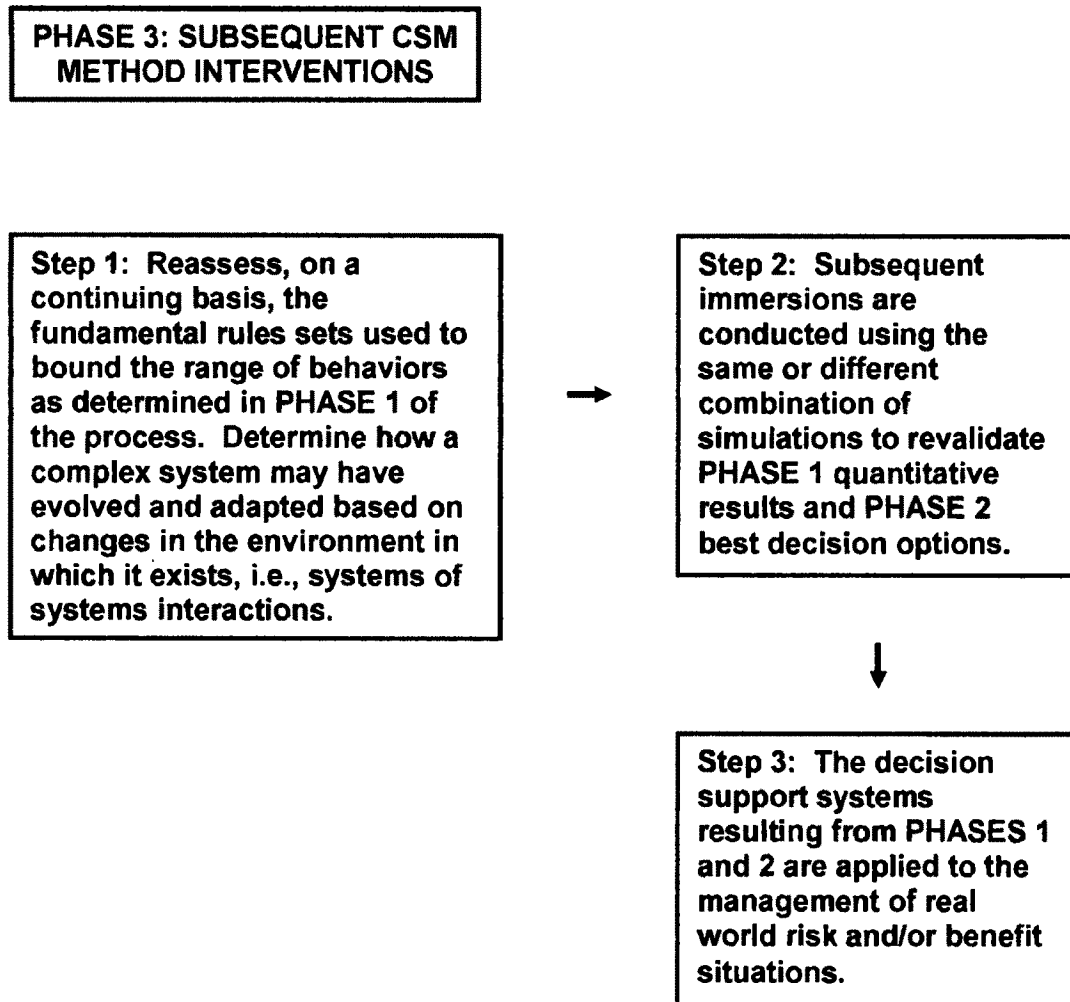 PHASE 3: SUBSEQUENT CSM
METHOD INTERVENTIONS
Step 1: Reassess, on a
continuing basis, the
fundamental rules sets used to
bound the range of behaviors
as determined in PHASE 1 of
the process. Determine how a
complex system may have
evolved and adapted based on
changes in the environment in
which it exists, i.e., systems of
systems interactions.
Step 2: Subsequent
immersions are
conducted using the
same or different
combination of
simulations to revalidate
PHASE 1 quantitative
results and PHASE 2
best decision options.
Step 3: The decision
support systems
resulting from PHASES 1
and 2 are applied to the
management of real
world risk and/or benefit
situations.